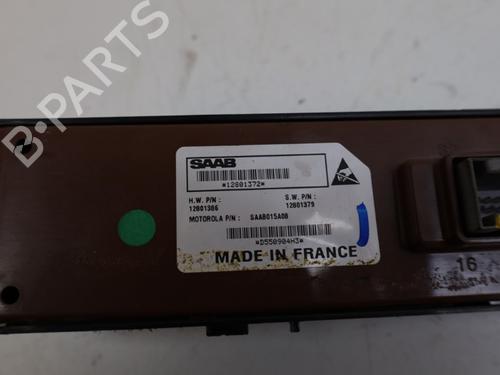 B-PARTS
SAAB
*12801372*
H.W. P/N : S.W. P/N :
12801386 12801379
MOTOROLA P/N : SAAB015A08
*D550904H3*
MADE IN FRANCE
16